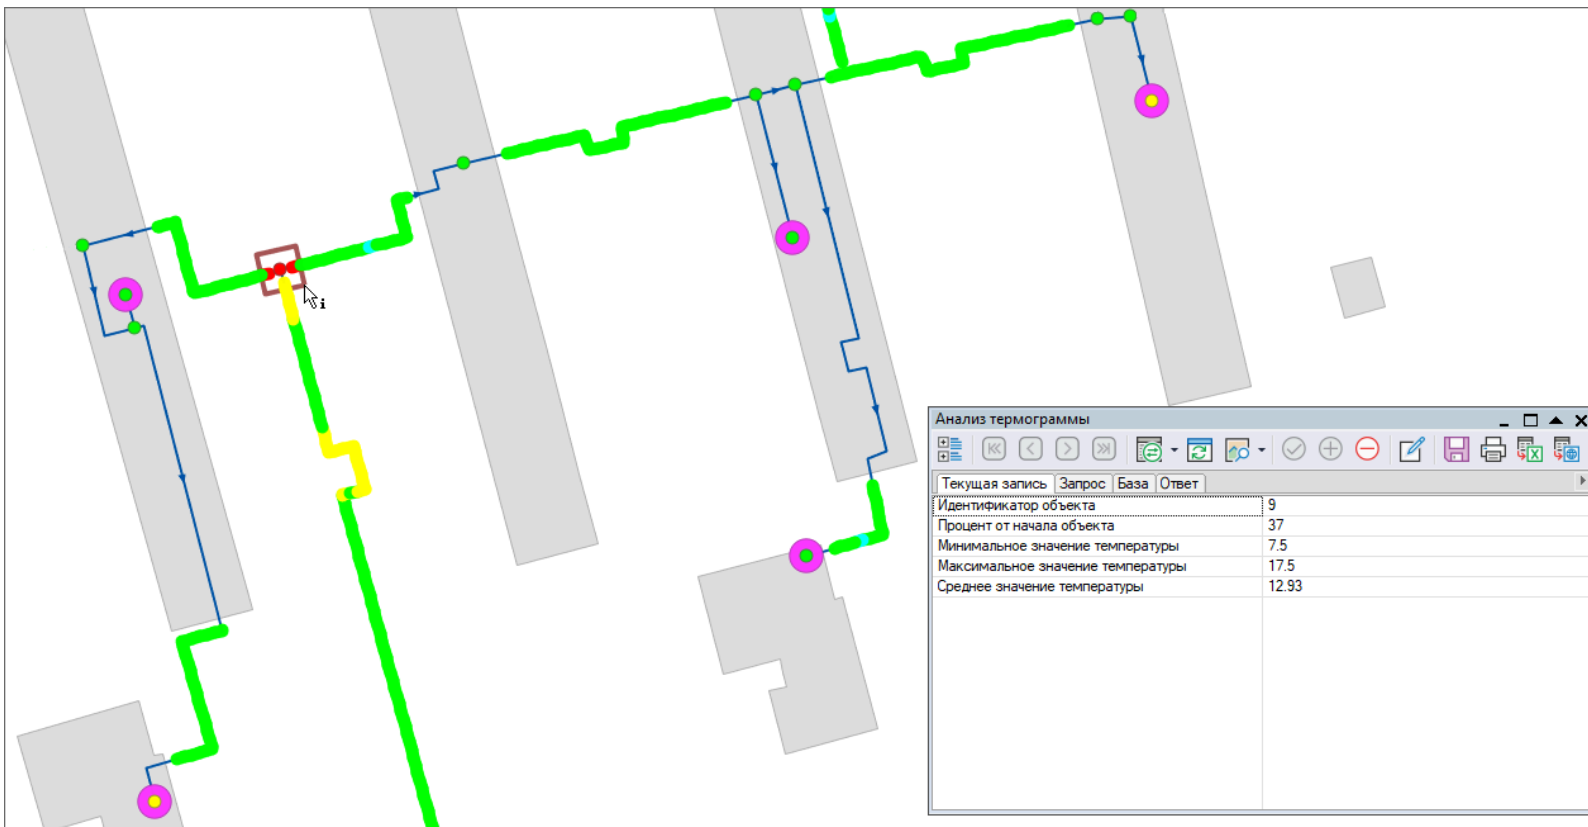 i
Анализ термограммы
Текущая запись Запрос База Ответ
Идентификатор объекта 9
Процент от начала объекта 37
Минимальное значение температуры 7.5
Максимальное значение температуры 17.5
Среднее значение температуры 12.93